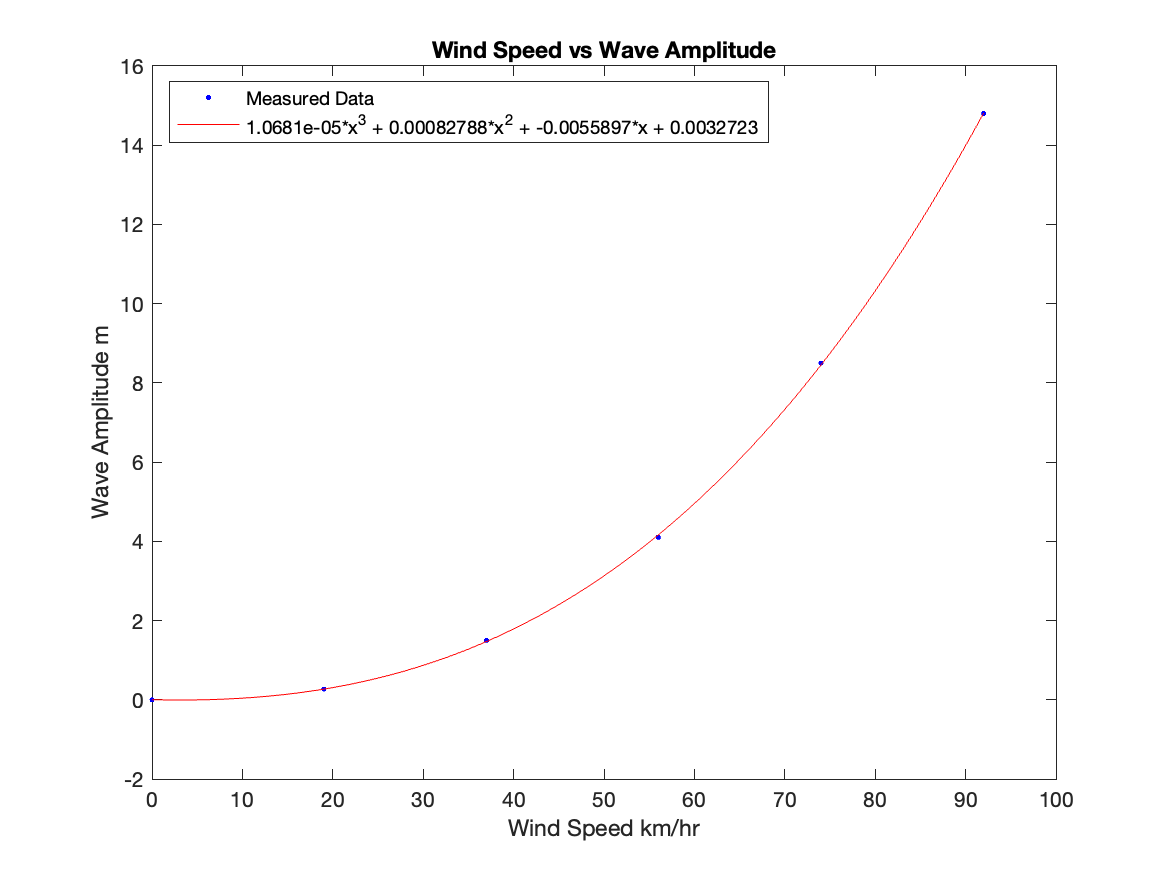 Wind Speed vs Wave Amplitude
Measured Data
1.0681e-05*x^3 + 0.00082788*x^2 + -0.0055897*x + 0.0032723
16
14
12
10
8
6
4
2
0
-2
Wave Amplitude m
0 10 20 30 40 50 60 70 80 90 100
Wind Speed km/hr